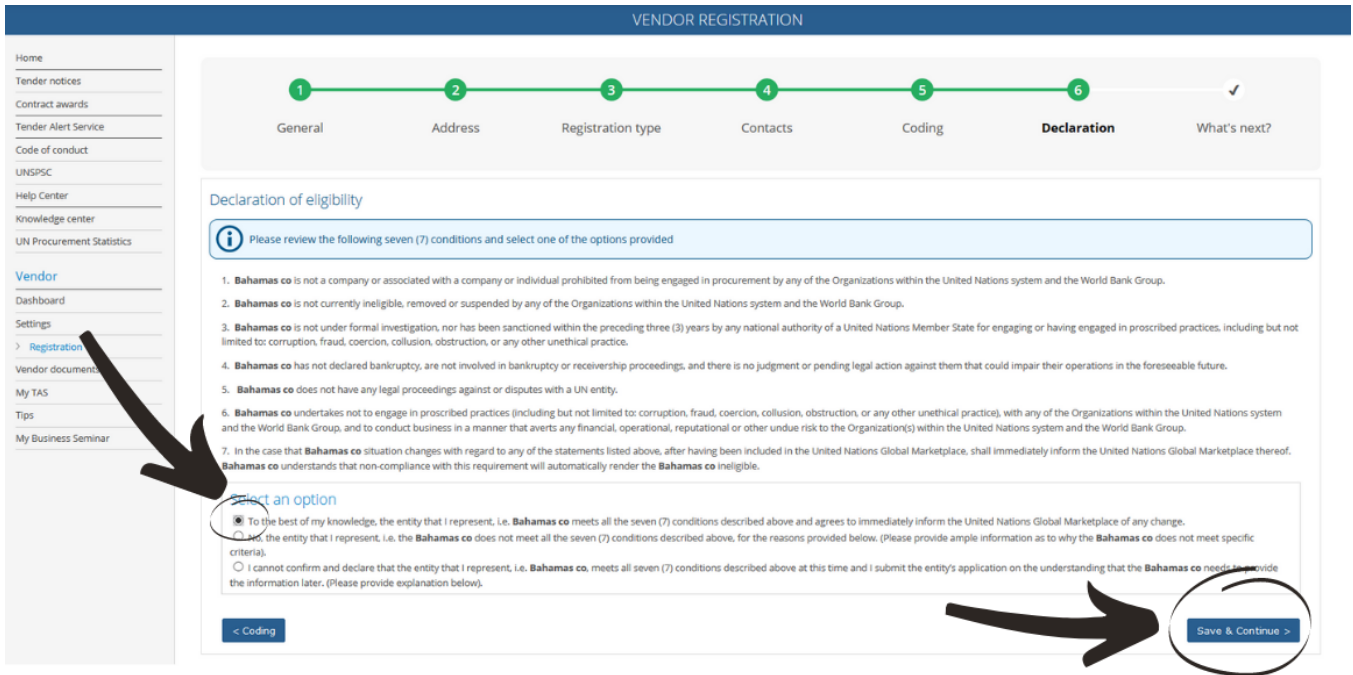 VENDOR REGISTRATION
Home
Tender notices
Contract awards
Tender Alert Service
Code of conduct
UNSPSC
Help Center
Knowledge center
UN Procurement Statistics
Vendor
Dashboard
Settings
> Registration
Vendor documents
My TAS
Tips
My Business Seminar
1 2 3 4 5 6 ✓
General Address Registration type Contacts Coding Declaration What's next?
Declaration of eligibility
Please review the following seven (7) conditions and select one of the options provided
1. Bahamas co is not a company or associated with a company or individual prohibited from being engaged in procurement by any of the Organizations within the United Nations system and the World Bank Group.
2. Bahamas co is not currently ineligible, removed or suspended by any of the Organizations within the United Nations system and the World Bank Group.
3. Bahamas co is not under formal investigation, nor has been sanctioned within the preceding three (3) years by any national authority of a United Nations Member State for engaging or having engaged in proscribed practices, including but not
limited to: corruption, fraud, coercion, collusion, obstruction, or any other unethical practice.
4. Bahamas co has not declared bankruptcy, are not involved in bankruptcy or receivership proceedings, and there is no judgment or pending legal action against them that could impair their operations in the foreseeable future.
5. Bahamas co does not have any legal proceedings against or disputes with a UN entity.
6. Bahamas co undertakes not to engage in proscribed practices (including but not limited to: corruption, fraud, coercion, collusion, obstruction, or any other unethical practice), with any of the Organizations within the United Nations system
and the World Bank Group, and to conduct business in a manner that averts any financial, operational, reputational or other undue risk to the Organization(s) within the United Nations system and the World Bank Group.
7. In the case that Bahamas co situation changes with regard to any of the statements listed above, after having been included in the United Nations Global Marketplace, shall immediately inform the United Nations Global Marketplace thereof.
Bahamas co understands that non-compliance with this requirement will automatically render the Bahamas co ineligible.
Select an option
To the best of my knowledge, the entity that I represent, i.e. Bahamas co meets all the seven (7) conditions described above and agrees to immediately inform the United Nations Global Marketplace of any change.
No, the entity that I represent, i.e. the Bahamas co does not meet all the seven (7) conditions described above, for the reasons provided below. (Please provide ample information as to why the Bahamas co does not meet specific
criteria).
I cannot confirm and declare that the entity that I represent, i.e. Bahamas co, meets all seven (7) conditions described above at this time and I submit the entity's application on the understanding that the Bahamas co needs to provide
the information later. (Please provide explanation below).
< Coding
Save & Continue >